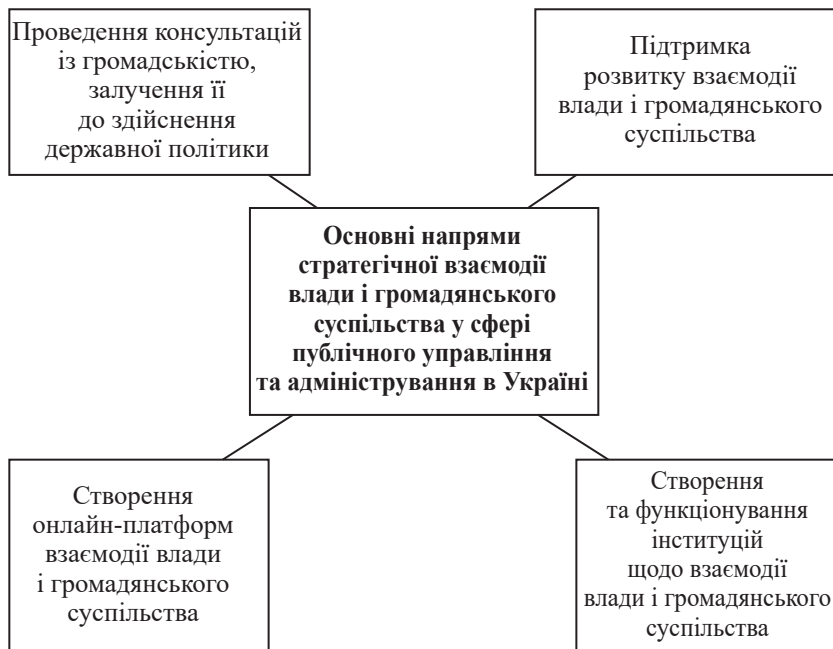 Проведення консультацій
із громадськістю,
залучення її
до здійснення
державної політики
Підтримка
розвитку взаємодії
влади і громадянського
суспільства
Основні напрями
стратегічної взаємодії
влади і громадянського
суспільства у сфері
публічного управління
та адміністрування в Україні
Створення
онлайн-платформ
взаємодії влади
і громадянського
суспільства
Створення
та функціонування
інституцій
щодо взаємодії
влади і громадянського
суспільства